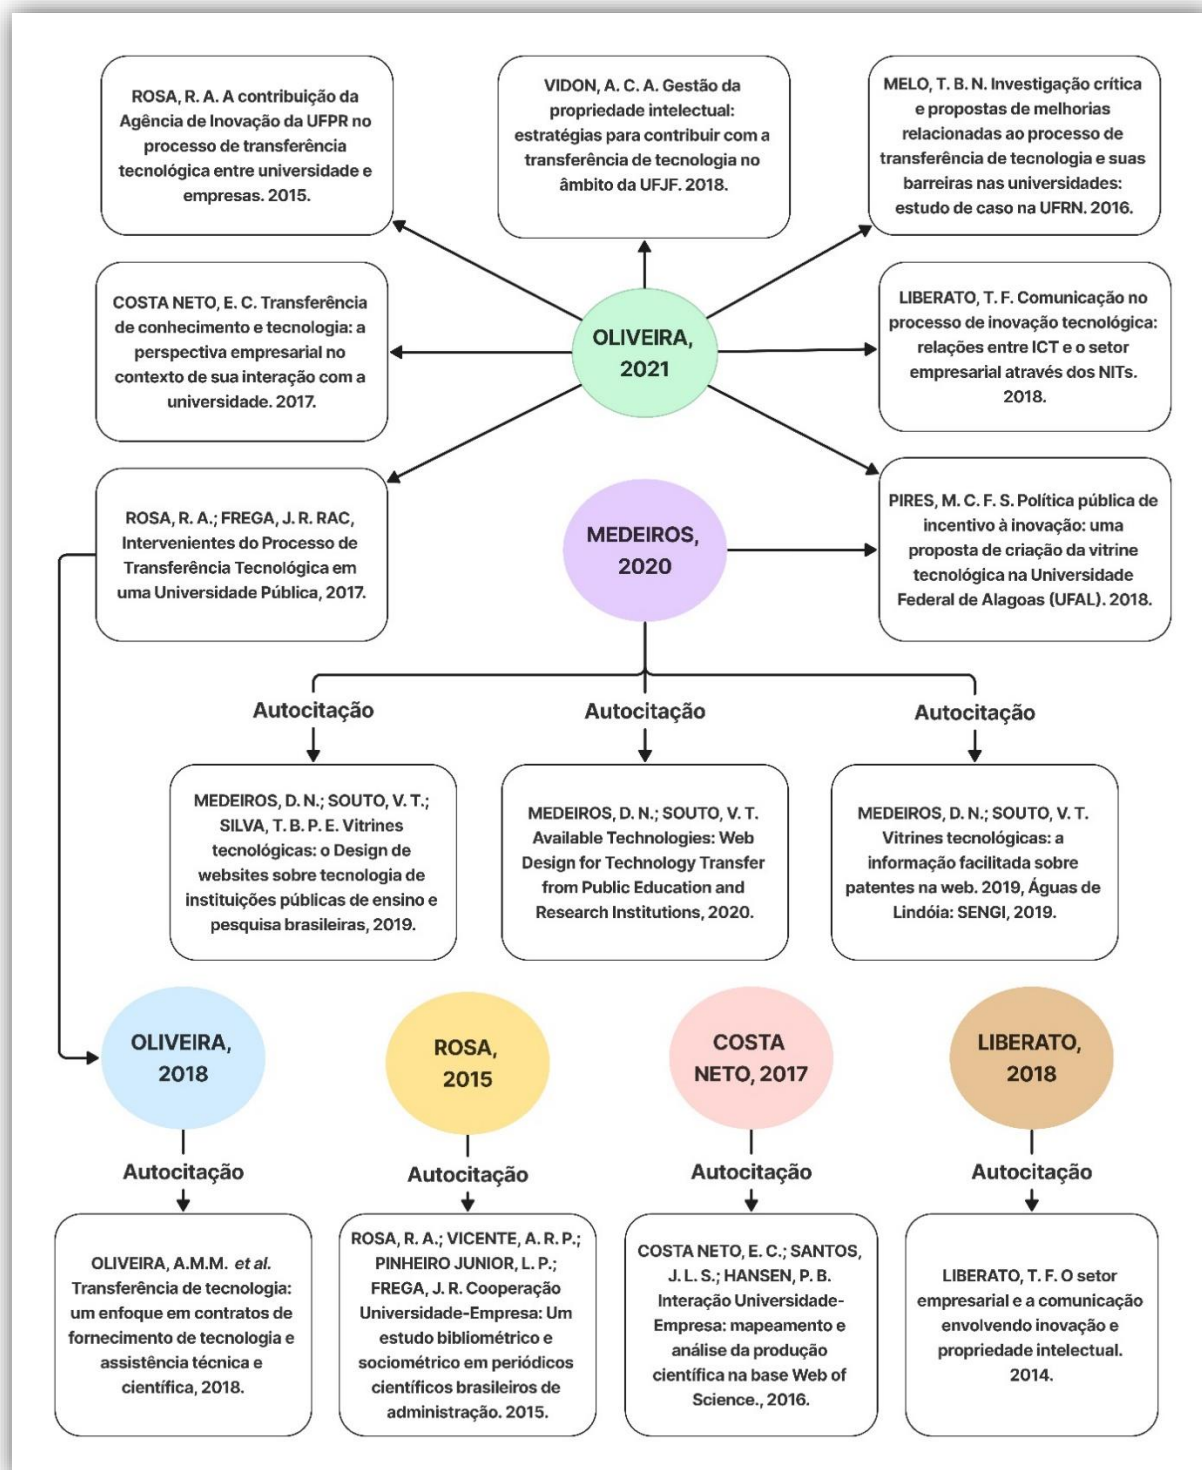 ROSA, R. A. A contribuição da
Agência de Inovação da UFPR no
processo de transferência
tecnológica entre universidade e
empresas. 2015.
VIDON, A. C. A. Gestão da
propriedade intelectual:
estratégias para contribuir com a
transferência de tecnologia no
âmbito da UFJF. 2018.
MELO, T. B. N. Investigação crítica
e propostas de melhorias
relacionadas ao processo de
transferência de tecnologia e suas
barreiras nas universidades:
estudo de caso na UFRN. 2016.
COSTA NETO, E. C. Transferência
de conhecimento e tecnologia: a
perspectiva empresarial no
contexto de sua interação com a
universidade. 2017.
OLIVEIRA,
2021
LIBERATO, T. F. Comunicação no
processo de inovação tecnológica:
relações entre ICT e o setor
empresarial através dos NITs.
2018.
ROSA, R. A.; FREGA, J. R. RAC,
Intervenientes do Processo de
Transferência Tecnológica em
uma Universidade Pública, 2017.
MEDEIROS,
2020
PIRES, M. C. F. S. Política pública de
incentivo à inovação: uma
proposta de criação da vitrine
tecnológica na Universidade
Federal de Alagoas (UFAL). 2018.
Autocitação
Autocitação
Autocitação
MEDEIROS, D. N.; SOUTO, V. T.;
SILVA, T. B. P. E. Vitrines
tecnológicas: o Design de
websites sobre tecnologia de
instituições públicas de ensino e
pesquisa brasileiras, 2019.
MEDEIROS, D. N.; SOUTO, V. T.
Available Technologies: Web
Design for Technology Transfer
from Public Education and
Research Institutions, 2020.
MEDEIROS, D. N.; SOUTO, V. T.
Vitrines tecnológicas: a
informação facilitada sobre
patentes na web. 2019, Águas de
Lindóia: SENGI, 2019.
OLIVEIRA,
2018
ROSA,
2015
COSTA
NETO, 2017
LIBERATO,
2018
Autocitação
Autocitação
Autocitação
Autocitação
OLIVEIRA, A.M.M. et al.
Transferência de tecnologia:
um enfoque em contratos de
fornecimento de tecnologia e
assistência técnica e
científica, 2018.
ROSA, R. A.; VICENTE, A. R. P.;
PINHEIRO JUNIOR, L. P.;
FREGA, J. R. Cooperação
Universidade-Empresa: Um
estudo bibliométrico e
sociométrico em periódicos
científicos brasileiros de
administração. 2015.
COSTA NETO, E. C.; SANTOS,
J. L. S.; HANSEN, P. B.
Interação Universidade-
Empresa: mapeamento e
análise da produção
científica na base Web of
Science., 2016.
LIBERATO, T. F. O setor
empresarial e a comunicação
envolvendo inovação e
propriedade intelectual.
2014.